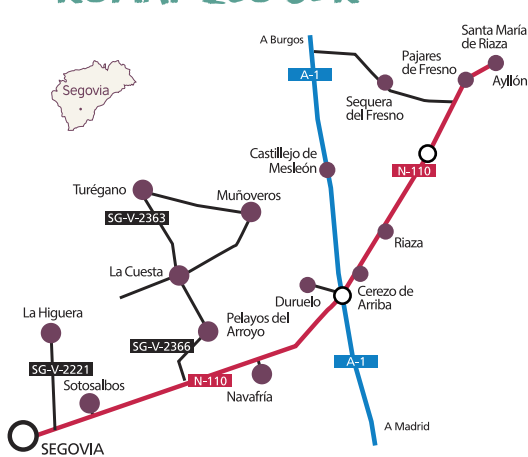 A Burgos
Santa María
de Riaza
Pajares
de Fresno
Ayllón
A-1
Segovia
Sequera
del Fresno
Castillejo de
Mesleón
N-110
Turégano
Muñoveros
SG-V-2363
Riaza
La Cuesta
Cerezo de
Arriba
Duruelo
La Higuera
Pelayos del
Arroyo
SG-V-2366
SG-V-2221
A-1
N-110
Sotosalbos
Navafría
A Madrid
SEGOVIA